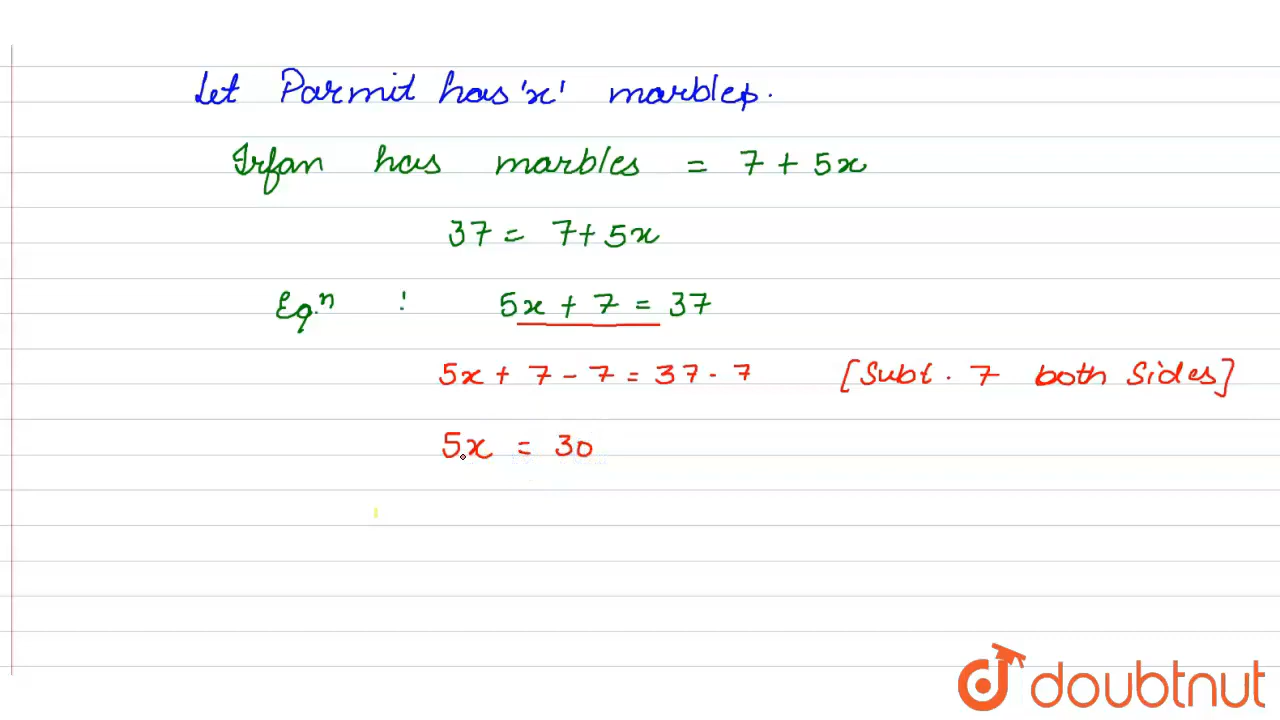 Let Parmit has 'x' marbles.
Irfan has marbles = 7 + 5x
37 = 7 + 5x
Eq.n : 5x + 7 = 37
5x + 7 - 7 = 37 - 7 [Subt. 7 both Sides]
5x = 30
doubtnut